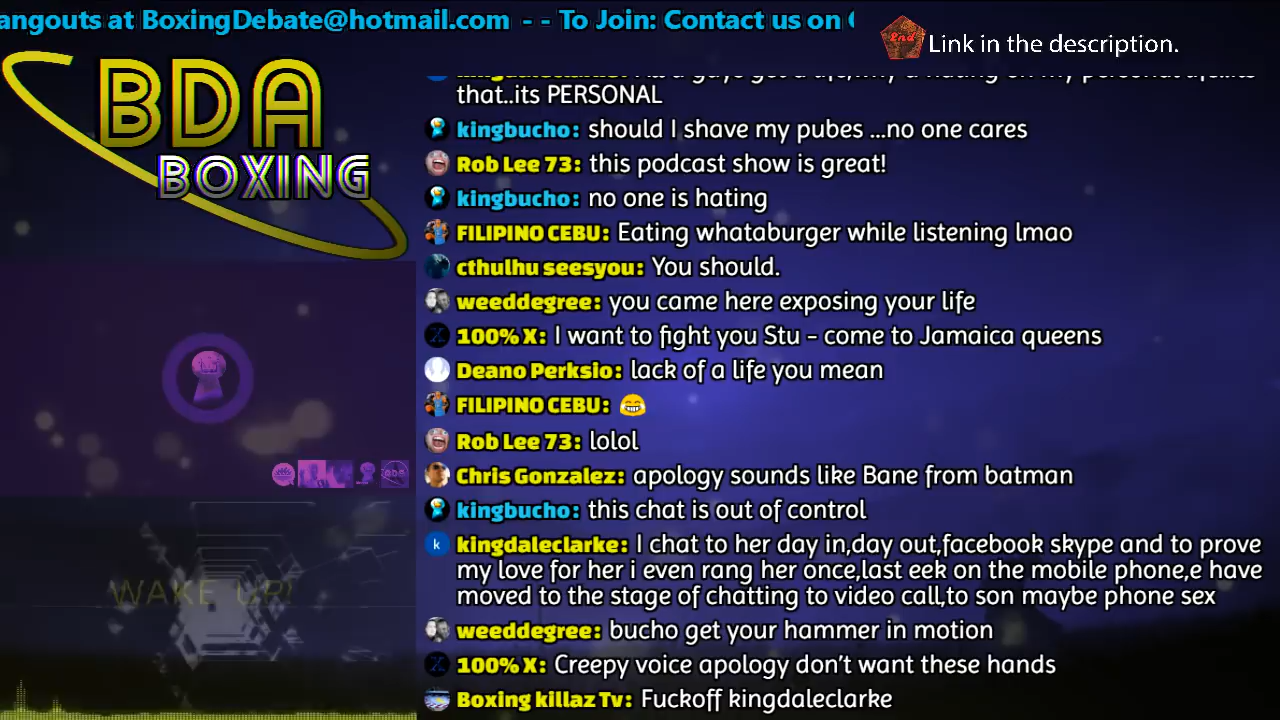 angouts at BoxingDebate@hotmail.com - - To Join: Contact us on
2nd
Link in the description.
BDA
BOXING
that..its PERSONAL
kingbucho: should I shave my pubes ...no one cares
Rob Lee 73: this podcast show is great!
kingbucho: no one is hating
FILIPINO CEBU: Eating whataburger while listening lmao
cthulhu seesyou: You should.
weeddegree: you came here exposing your life
100% X: I want to fight you Stu - come to Jamaica queens
Deano Perksio: lack of a life you mean
FILIPINO CEBU: 😂
Rob Lee 73: lolol
Chris Gonzalez: apology sounds like Bane from batman
kingbucho: this chat is out of control
k kingdaleclarke: I chat to her day in,day out,facebook skype and to prove
my love for her i even rang her once,last eek on the mobile phone,e have
moved to the stage of chatting to video call,to son maybe phone sex
weeddegree: bucho get your hammer in motion
100% X: Creepy voice apology don't want these hands
Boxing killaz Tv: Fuckoff kingdaleclarke
WAKE UP!